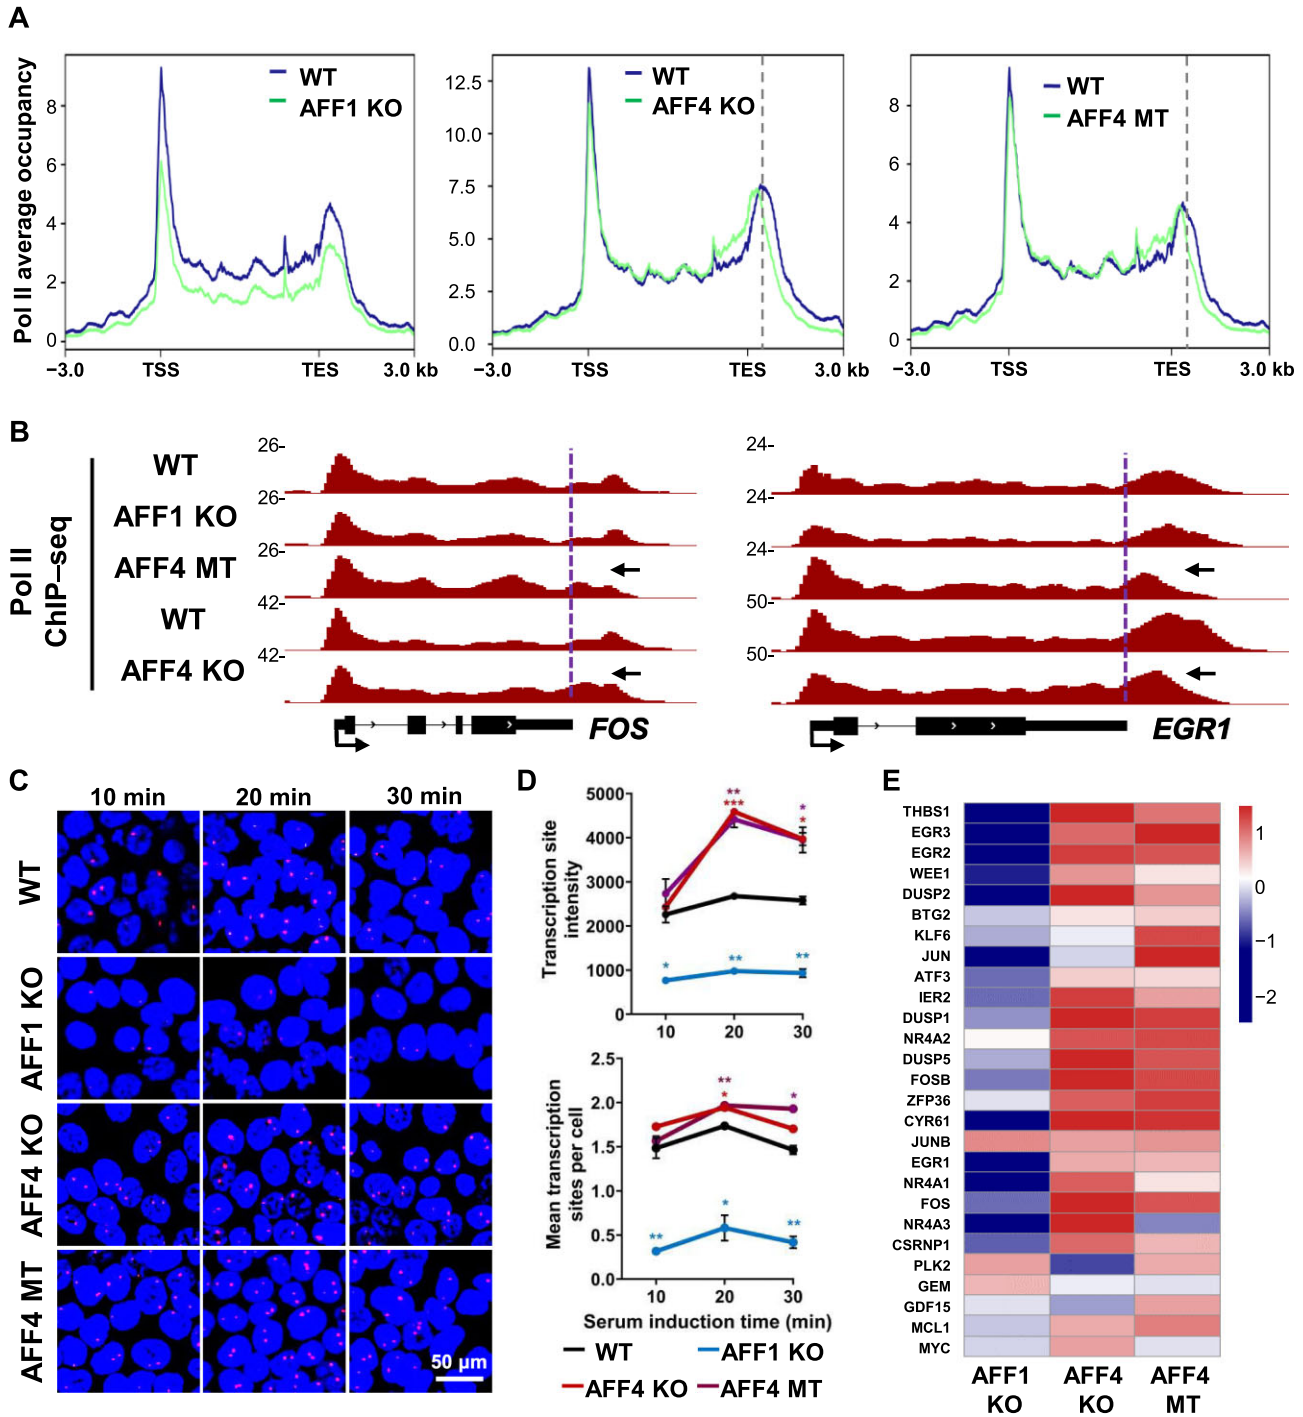 A
Pol II average occupancy
WT
AFF1 KO
8
6
4
2
0
−3.0
TSS
TES
3.0 kb
WT
AFF4 KO
12.5
10.0
7.5
5.0
2.5
0.0
−3.0
TSS
TES
3.0 kb
WT
AFF4 MT
8
6
4
2
0
−3.0
TSS
TES
3.0 kb
B
Pol II
ChIP–seq
WT
AFF1 KO
AFF4 MT
WT
AFF4 KO
26-
26-
26-
42-
42-
FOS
24-
24-
24-
50-
50-
EGR1
C
10 min
20 min
30 min
WT
AFF1 KO
AFF4 KO
AFF4 MT
50 µm
D
Transcription site
intensity
5000
4000
3000
2000
1000
0
**
***
*
*
*
**
**
10
20
30
Mean transcription
sites per cell
2.5
2.0
1.5
1.0
0.5
0.0
**
*
*
**
*
**
10
20
30
Serum induction time (min)
WT
AFF1 KO
AFF4 KO
AFF4 MT
E
THBS1
EGR3
EGR2
WEE1
DUSP2
BTG2
KLF6
JUN
ATF3
IER2
DUSP1
NR4A2
DUSP5
FOSB
ZFP36
CYR61
JUNB
EGR1
NR4A1
FOS
NR4A3
CSRNP1
PLK2
GEM
GDF15
MCL1
MYC
AFF1
KO
AFF4
KO
AFF4
MT
1
0
−1
−2